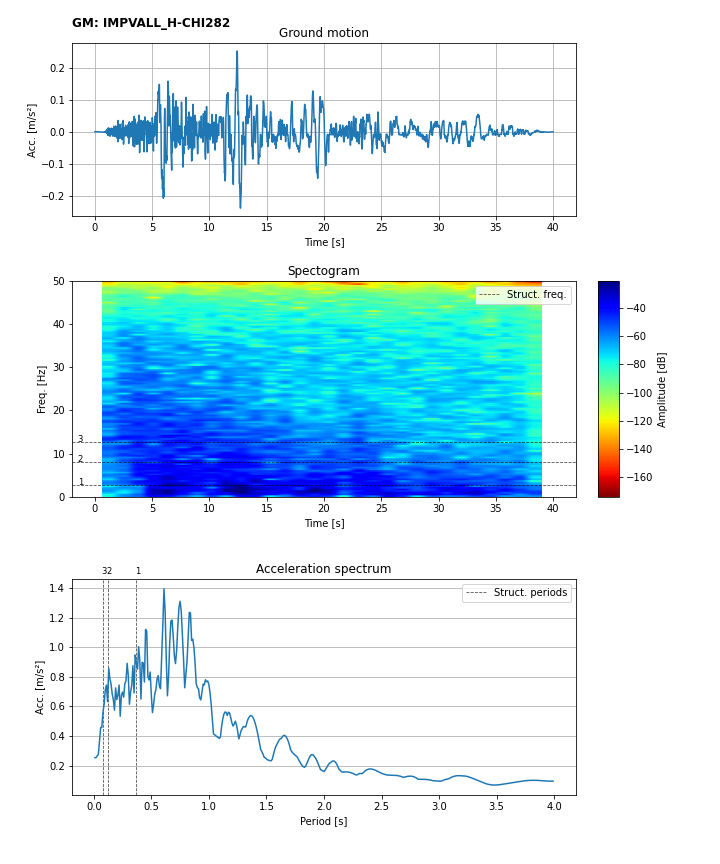 GM: IMPVALL_H-CHI282
Ground motion
Acc. [m/s²]
0.2
0.1
0.0
−0.1
−0.2
0 5 10 15 20 25 30 35 40
Time [s]
Spectogram
Struct. freq.
Freq. [Hz]
50
40
30
20
10
0
3
2
1
0 5 10 15 20 25 30 35 40
Time [s]
−40
−60
−80
−100
−120
−140
−160
Amplitude [dB]
Acceleration spectrum
32 1
Struct. periods
Acc. [m/s²]
1.4
1.2
1.0
0.8
0.6
0.4
0.2
0.0 0.5 1.0 1.5 2.0 2.5 3.0 3.5 4.0
Period [s]